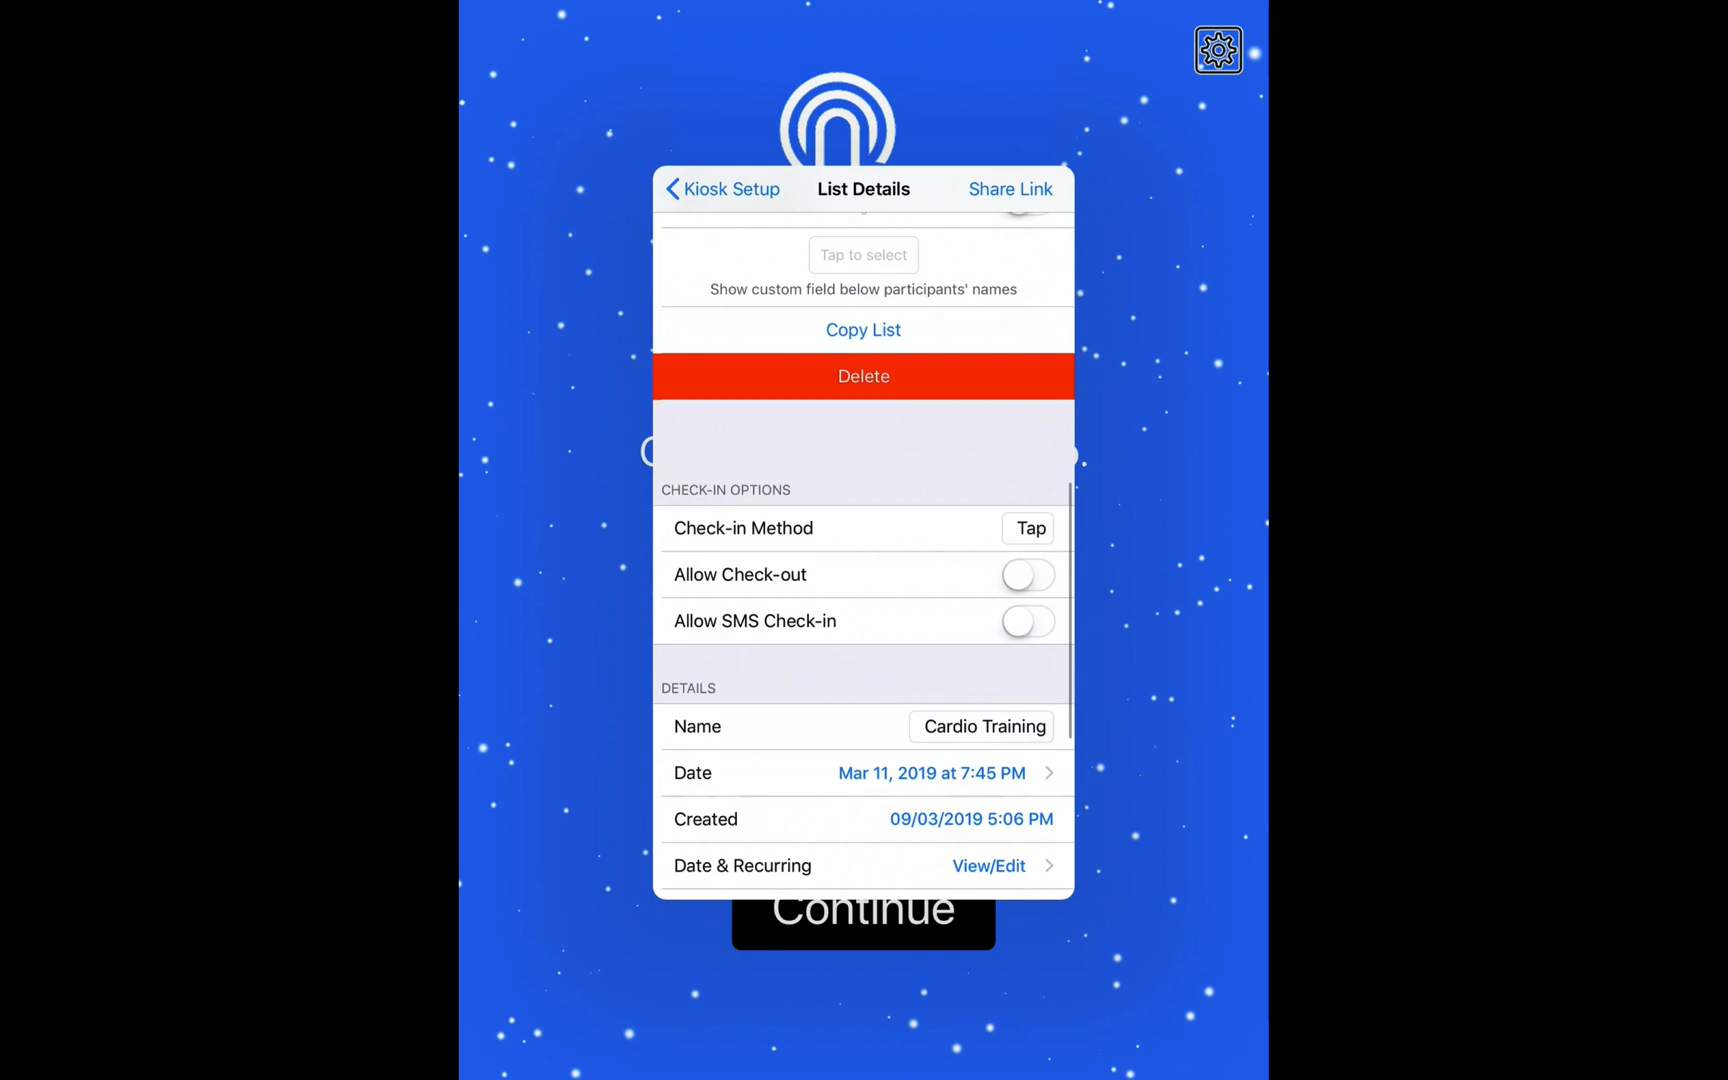 Kiosk Setup
List Details
Share Link
Tap to select
Show custom field below participants' names
Copy List
Delete
CHECK-IN OPTIONS
Check-in Method
Tap
Allow Check-out
Allow SMS Check-in
DETAILS
Name
Cardio Training
Date
Mar 11, 2019 at 7:45 PM
Created
09/03/2019 5:06 PM
Date & Recurring
View/Edit
Continue